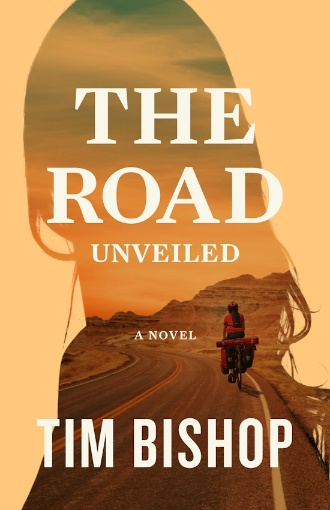 THE
ROAD
UNVEILED
A NOVEL
TIM BISHOP